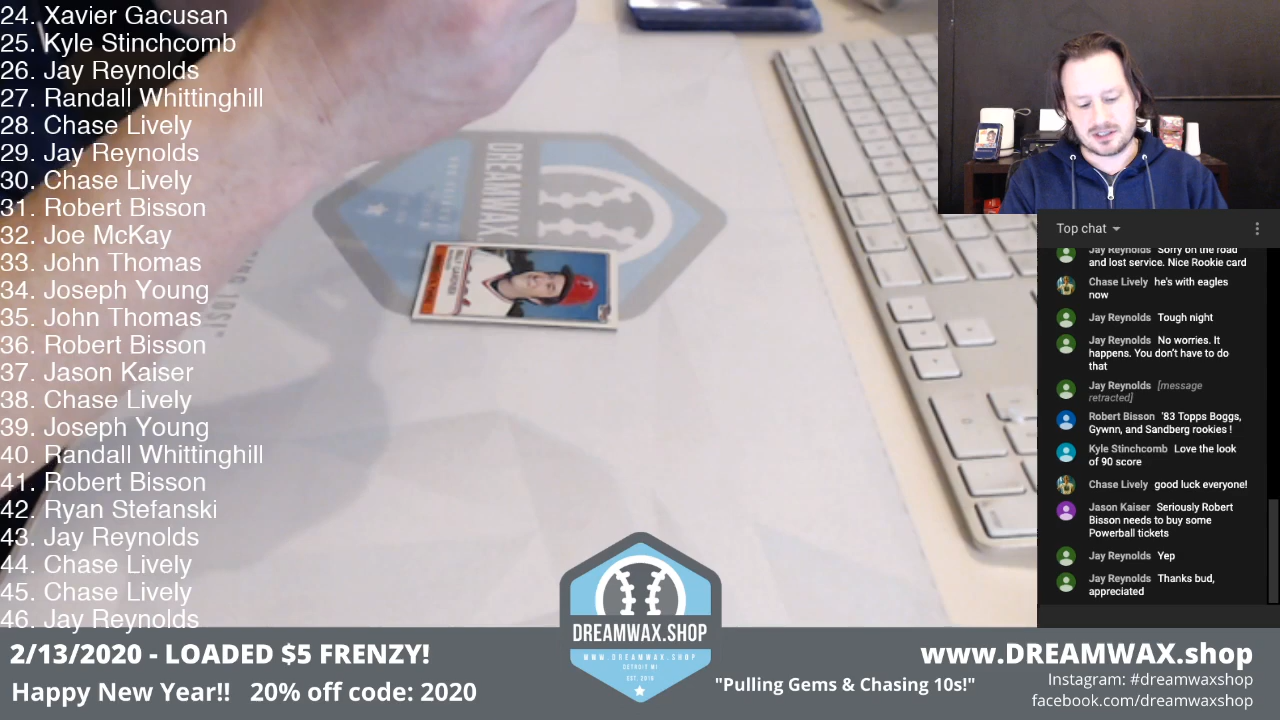 24. Xavier Gacusan
25. Kyle Stinchcomb
26. Jay Reynolds
27. Randall Whittinghill
28. Chase Lively
29. Jay Reynolds
30. Chase Lively
31. Robert Bisson
32. Joe McKay
33. John Thomas
34. Joseph Young
35. John Thomas
36. Robert Bisson
37. Jason Kaiser
38. Chase Lively
39. Joseph Young
40. Randall Whittinghill
41. Robert Bisson
42. Ryan Stefanski
43. Jay Reynolds
44. Chase Lively
45. Chase Lively
46. Jay Reynolds
DREAMWAX.
Top chat
Jay Reynolds Sorry on the road
and lost service. Nice Rookie card
Chase Lively he's with eagles
now
Jay Reynolds Tough night
Jay Reynolds No worries. It
happens. You don't have to do
that
Jay Reynolds [message
retracted]
Robert Bisson '83 Topps Boggs,
Gywnn, and Sandberg rookies !
Kyle Stinchcomb Love the look
of 90 score
Chase Lively good luck everyone!
Jason Kaiser Seriously Robert
Bisson needs to buy some
Powerball tickets
Jay Reynolds Yep
Jay Reynolds Thanks bud,
appreciated
DREAMWAX.SHOP
WWW.DREAMWAX.SHOP
DETROIT MI
EST. 2019
2/13/2020 - LOADED $5 FRENZY!
Happy New Year!! 20% off code: 2020
"Pulling Gems & Chasing 10s!"
www.DREAMWAX.shop
Instagram: #dreamwaxshop
facebook.com/dreamwaxshop